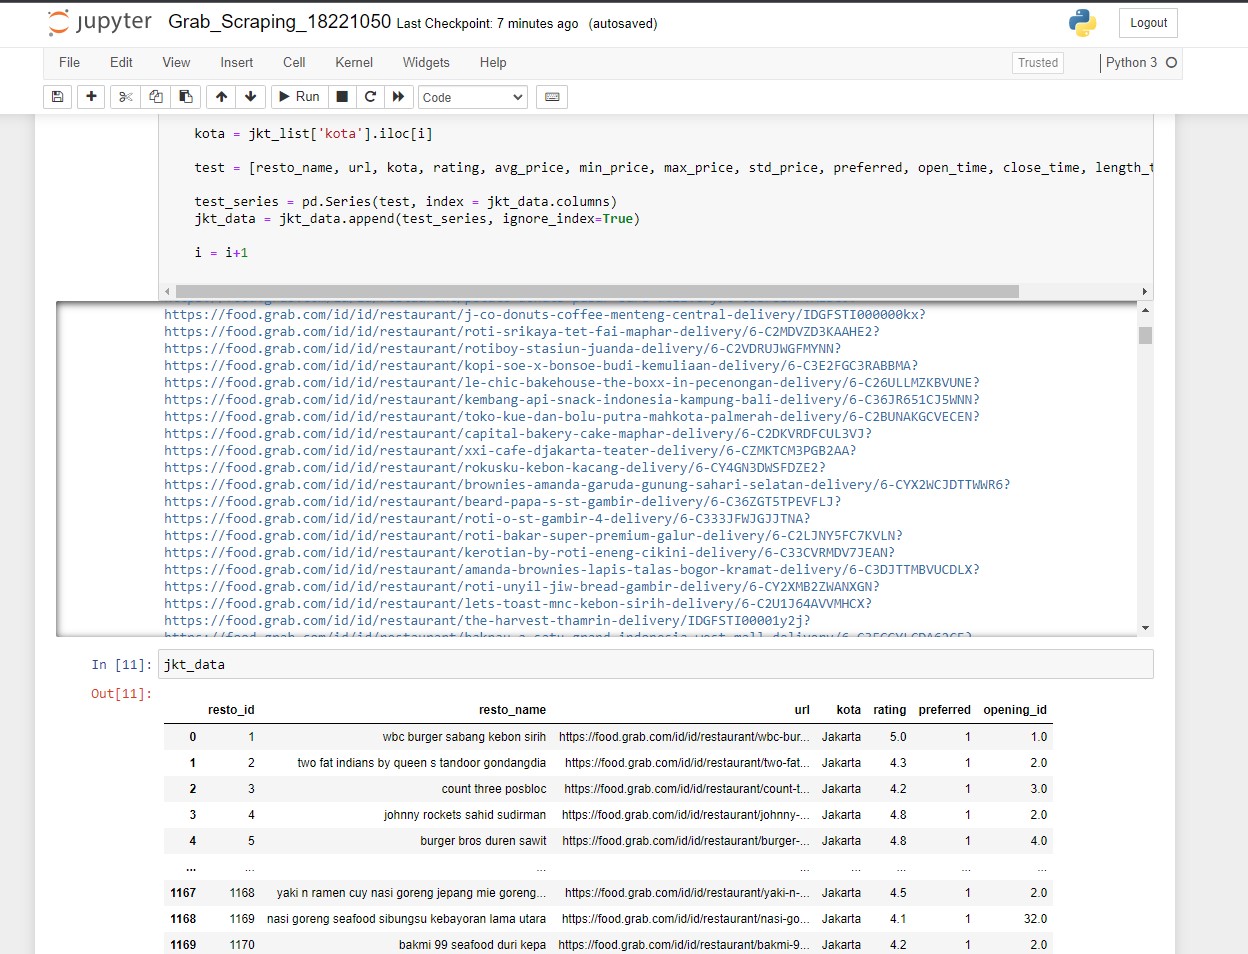 jupyter Grab_Scraping_18221050 Last Checkpoint: 7 minutes ago (autosaved) Logout
File Edit View Insert Cell Kernel Widgets Help Trusted Python 3
Run Code
kota = jkt_list['kota'].iloc[i]
test = [resto_name, url, kota, rating, avg_price, min_price, max_price, std_price, preferred, open_time, close_time, length_t
test_series = pd.Series(test, index = jkt_data.columns)
jkt_data = jkt_data.append(test_series, ignore_index=True)
i = i+1
https://food.grab.com/id/id/restaurant/j-co-donuts-coffee-menteng-central-delivery/IDGFSTI000000kx?
https://food.grab.com/id/id/restaurant/roti-srikaya-tet-fai-maphar-delivery/6-C2MDVZD3KAAHE2?
https://food.grab.com/id/id/restaurant/rotiboy-stasiun-juanda-delivery/6-C2VDRUJWGFMYNN?
https://food.grab.com/id/id/restaurant/kopi-soe-x-bonsoe-budi-kemuliaan-delivery/6-C3E2FGC3RABBMA?
https://food.grab.com/id/id/restaurant/le-chic-bakehouse-the-boxx-in-pecenongan-delivery/6-C26ULLMZKBVUNE?
https://food.grab.com/id/id/restaurant/kembang-api-snack-indonesia-kampung-bali-delivery/6-C36JR651CJ5WNN?
https://food.grab.com/id/id/restaurant/toko-kue-dan-bolu-putra-mahkota-palmerah-delivery/6-C2BUNAKGCVECEN?
https://food.grab.com/id/id/restaurant/capital-bakery-cake-maphar-delivery/6-C2DKVRDFCUL3VJ?
https://food.grab.com/id/id/restaurant/xxi-cafe-djakarta-teater-delivery/6-CZMKTCM3PGB2AA?
https://food.grab.com/id/id/restaurant/rokusku-kebon-kacang-delivery/6-CY4GN3DWSFDZE2?
https://food.grab.com/id/id/restaurant/brownies-amanda-garuda-gunung-sahari-selatan-delivery/6-CYX2WCJDTTWWR6?
https://food.grab.com/id/id/restaurant/beard-papa-s-st-gambir-delivery/6-C36ZGT5TPEVFLJ?
https://food.grab.com/id/id/restaurant/roti-o-st-gambir-4-delivery/6-C333JFWJGJJTNA?
https://food.grab.com/id/id/restaurant/roti-bakar-super-premium-galur-delivery/6-C2LJNY5FC7KVLN?
https://food.grab.com/id/id/restaurant/kerotian-by-roti-eneng-cikini-delivery/6-C33CVRMDV7JEAN?
https://food.grab.com/id/id/restaurant/amanda-brownies-lapis-talas-bogor-kramat-delivery/6-C3DJTTMBVUCDLX?
https://food.grab.com/id/id/restaurant/roti-unyil-jiw-bread-gambir-delivery/6-CY2XMB2ZWANXGN?
https://food.grab.com/id/id/restaurant/lets-toast-mnc-kebon-sirih-delivery/6-C2U1J64AVVMHCX?
https://food.grab.com/id/id/restaurant/the-harvest-thamrin-delivery/IDGFSTI00001y2j?
In [11]: jkt_data
Out[11]:
resto_id resto_name url kota rating preferred opening_id
0 1 wbc burger sabang kebon sirih https://food.grab.com/id/id/restaurant/wbc-bur... Jakarta 5.0 1 1.0
1 2 two fat indians by queen s tandoor gondangdia https://food.grab.com/id/id/restaurant/two-fat... Jakarta 4.3 1 2.0
2 3 count three posbloc https://food.grab.com/id/id/restaurant/count-t... Jakarta 4.2 1 3.0
3 4 johnny rockets sahid sudirman https://food.grab.com/id/id/restaurant/johnny-... Jakarta 4.8 1 2.0
4 5 burger bros duren sawit https://food.grab.com/id/id/restaurant/burger-... Jakarta 4.8 1 4.0
... ... ... ... ... ... ... ...
1167 1168 yaki n ramen cuy nasi goreng jepang mie goreng... https://food.grab.com/id/id/restaurant/yaki-n-... Jakarta 4.5 1 2.0
1168 1169 nasi goreng seafood sibungsu kebayoran lama utara https://food.grab.com/id/id/restaurant/nasi-go... Jakarta 4.1 1 32.0
1169 1170 bakmi 99 seafood duri kepa https://food.grab.com/id/id/restaurant/bakmi-9... Jakarta 4.2 1 2.0